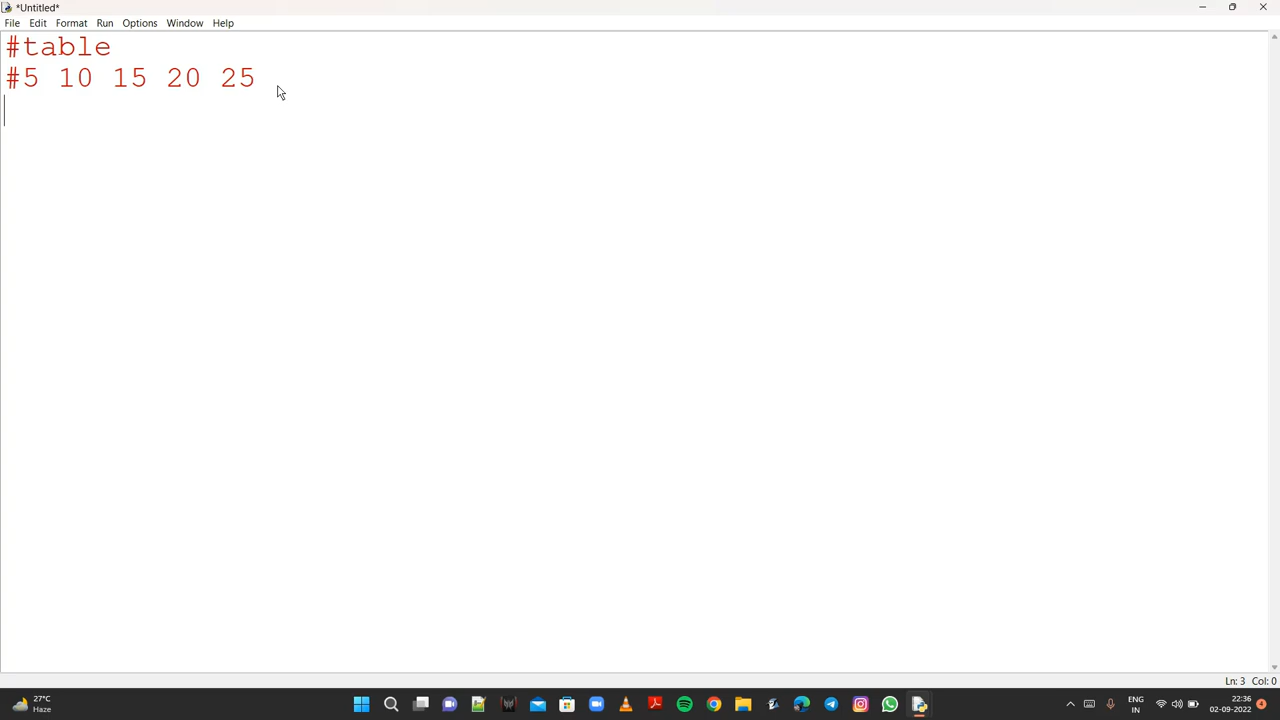 *Untitled*
File Edit Format Run Options Window Help
#table
#5 10 15 20 25
Ln: 3 Col: 0
27°C
Haze
ENG
IN
22:36
02-09-2022